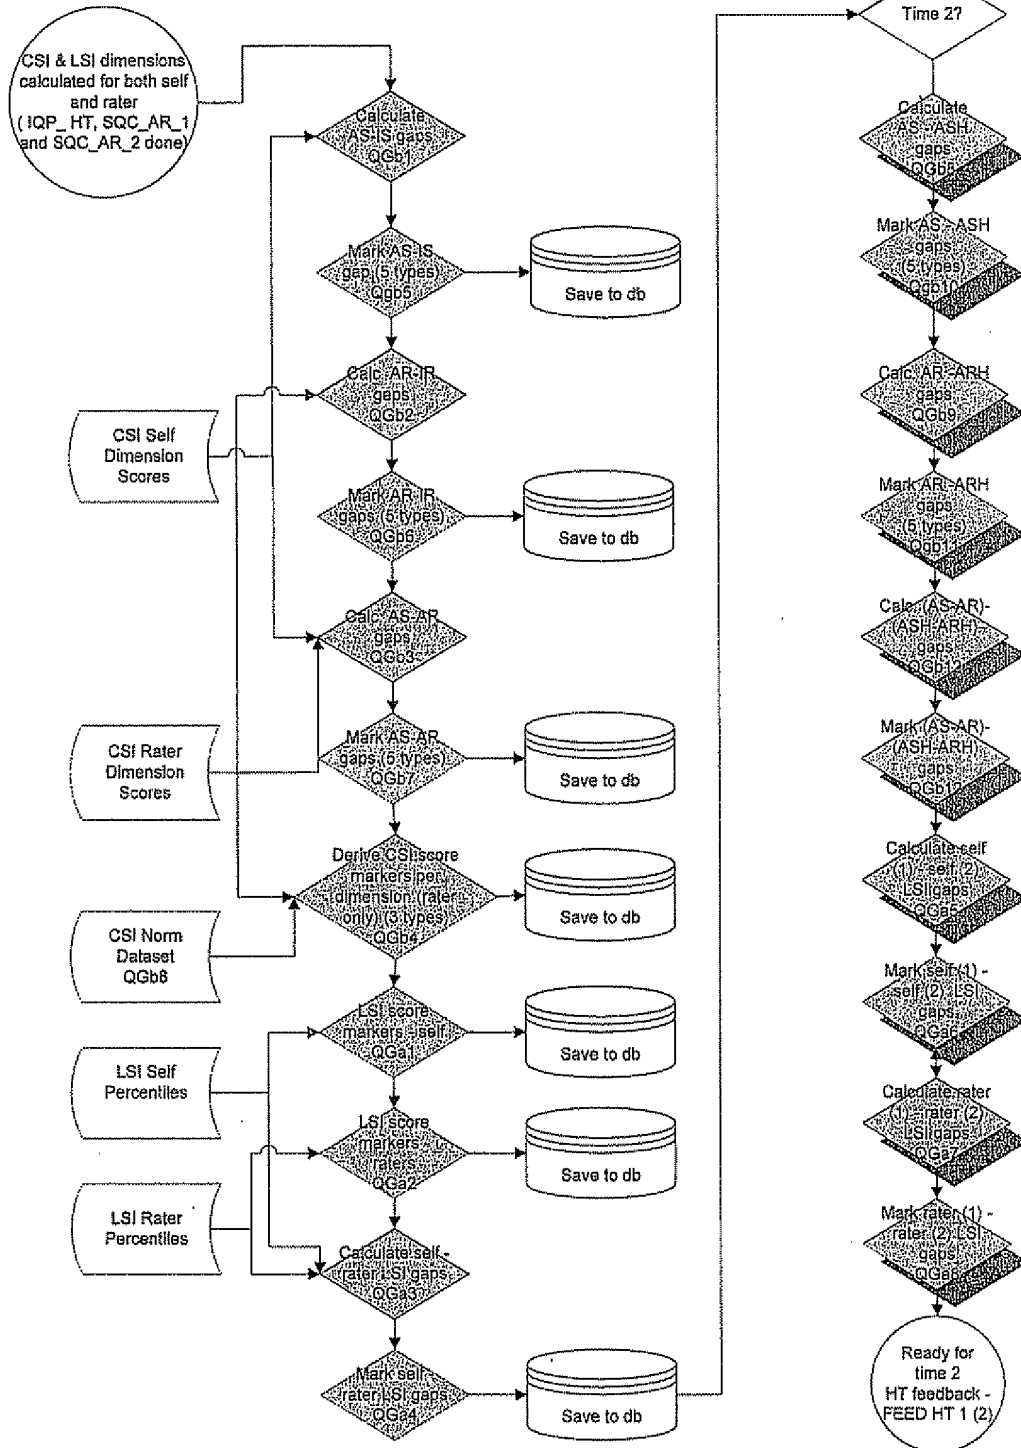 CSI & LSI dimensions
calculated for both self
and rater
( IQP_ HT, SQC_AR_1
and SQC_AR_2 done)
Calculate
AS-IS gaps
QGb1
Mark AS-IS
gap (5 types)
Qgb5
Save to db
Calc. AR-IR
gaps
QGb2
CSI Self
Dimension
Scores
Mark AR-IR
gaps (5 types)
QGb6
Save to db
Calc. AS-AR
gaps
QGb3
CSI Rater
Dimension
Scores
Mark AS-AR
gaps (5 types)
QGb7
Save to db
Derive CSI score
markers per
dimension (rater
only) (3 types)
QGb4
Save to db
CSI Norm
Dataset
QGb8
LSI score
markers - self
QGa1
Save to db
LSI Self
Percentiles
LSI score
markers -
raters
QGa2
Save to db
LSI Rater
Percentiles
Calculate self -
rater LSI gaps
QGa3
Mark self -
rater LSI gaps
QGa4
Save to db
Time 2?
Calculate
AS - ASH
gaps
Mark AS - ASH
gaps
(5 types)
Qgb10
Calc. AR -ARH
gaps
QGb9
Mark AR -ARH
gaps
(5 types)
Calc. (AS-AR)-
(ASH-ARH)
gaps
QGb12
Mark (AS-AR)-
(ASH-ARH)
gaps
Calculate self
(1) - self (2)
LSI gaps
QGa5
Mark self (1) -
self (2) LSI
gaps
QGa6
Calculate rater
(1) - rater (2)
LSI gaps
QGa7
Mark rater (1) -
rater (2) LSI
gaps
QGa8
Ready for
time 2
HT feedback -
FEED HT 1 (2)